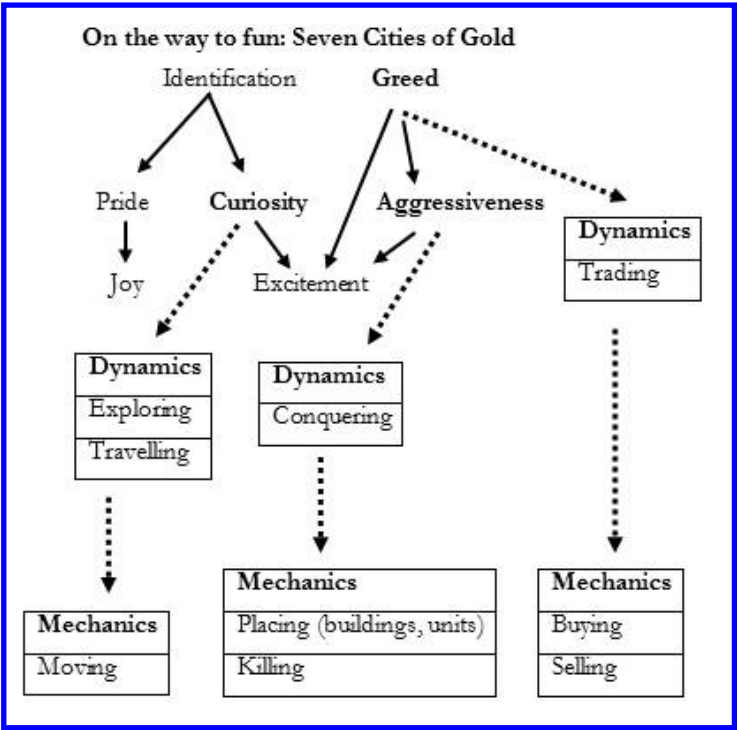 On the way to fun: Seven Cities of Gold
Identification
Greed
Pride
Curiosity
Aggressiveness
Joy
Excitement
Dynamics
Trading
Dynamics
Exploring
Travelling
Dynamics
Conquering
Mechanics
Moving
Mechanics
Placing (buildings, units)
Killing
Mechanics
Buying
Selling